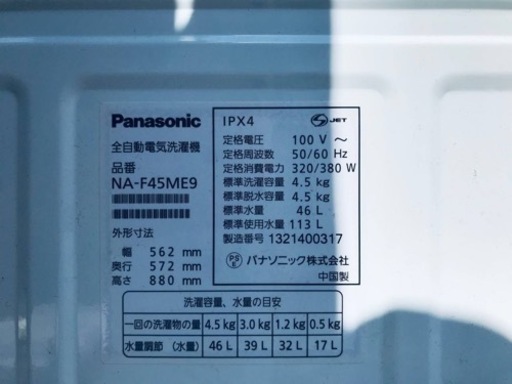 Panasonic
全自動電気洗濯機
品番
NA-F45ME9
外形寸法
幅 562 mm
奥行 572 mm
高さ 880 mm
IPX4 S JET
定格電圧 100 V ～
定格周波数 50/60 Hz
定格消費電力 320/380 W
標準洗濯容量 4.5 kg
標準脱水容量 4.5 kg
標準水量 46 L
標準使用水量 113 L
製造番号 1321400317
PSE パナソニック株式会社
中国製
洗濯容量、水量の目安
一回の洗濯物の量 4.5 kg 3.0 kg 1.2 kg 0.5 kg
水量調節（水量） 46 L 39 L 32 L 17 L